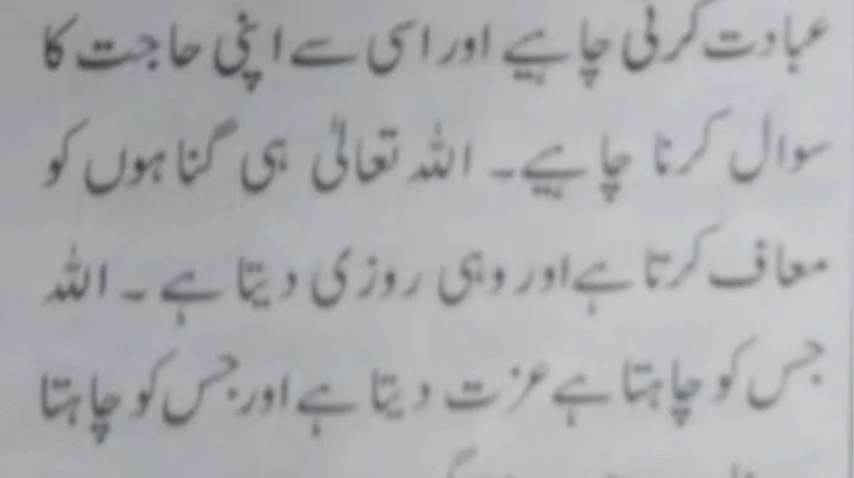 عبادت کرنی چاہیے اور اسی سے اپنی حاجت کا
سوال کرنا چاہیے۔ اللہ تعالیٰ ہی گناہوں کو
معاف کرتا ہے اور وہی روزی دیتا ہے ۔ اللہ
جس کو چاہتا ہے عزت دیتا ہے اور جس کو چاہتا